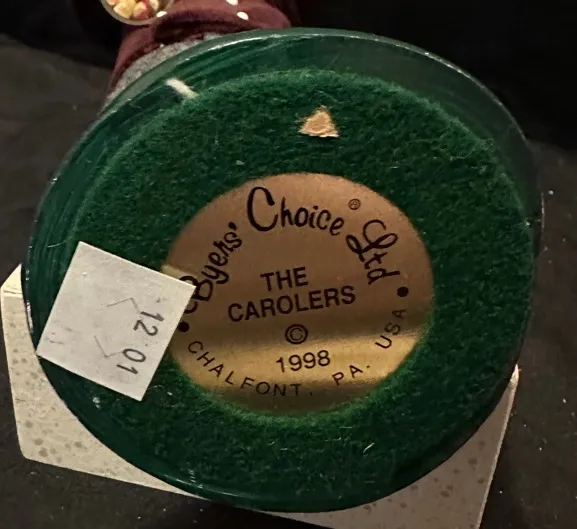 Byers' Choice® Ltd
THE
CAROLERS
©
1998
CHALFONT, PA. USA
12 01